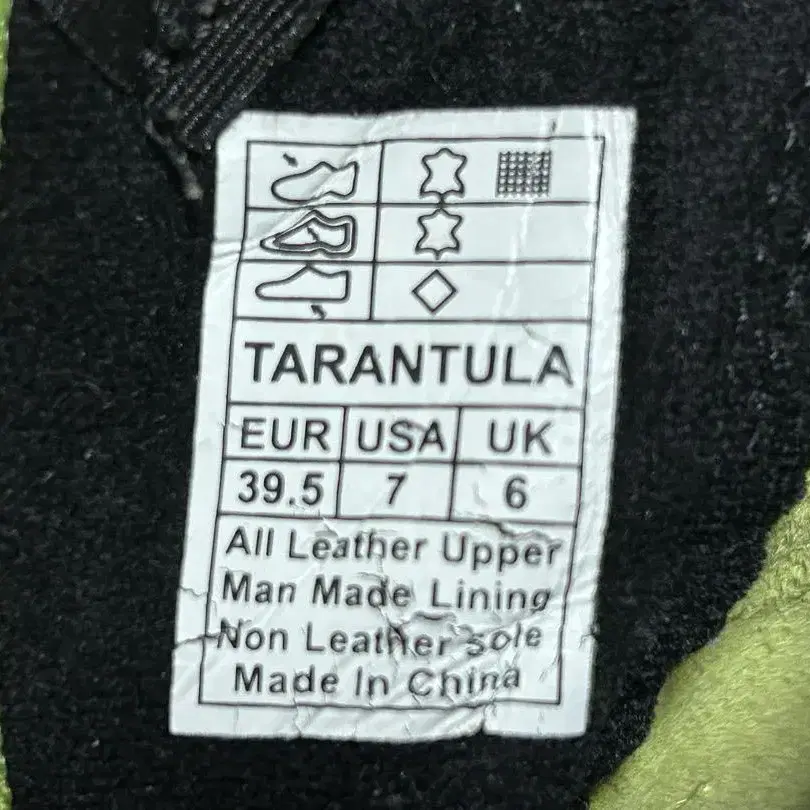 TARANTULA
EUR USA UK
39.5 7 6
All Leather Upper
Man Made Lining
Non Leather sole
Made In China